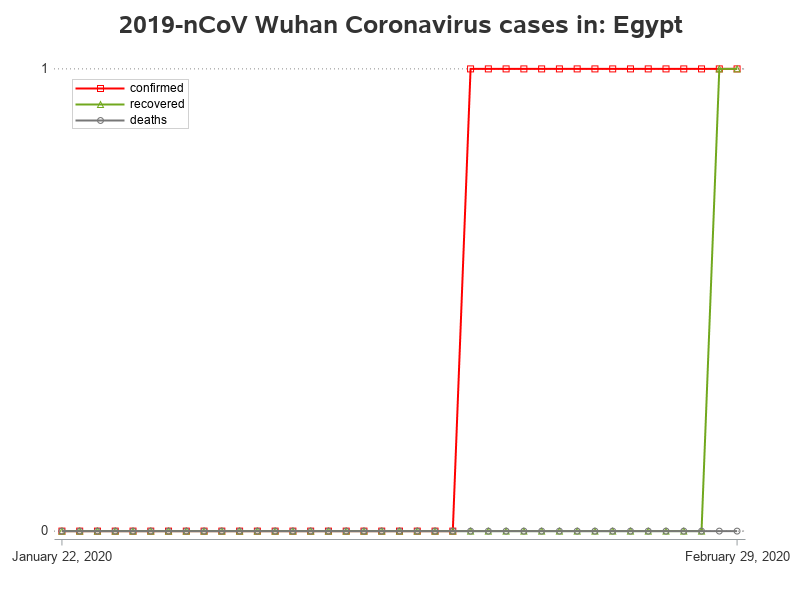 2019-nCoV Wuhan Coronavirus cases in: Egypt
1
confirmed
recovered
deaths
0
January 22, 2020
February 29, 2020